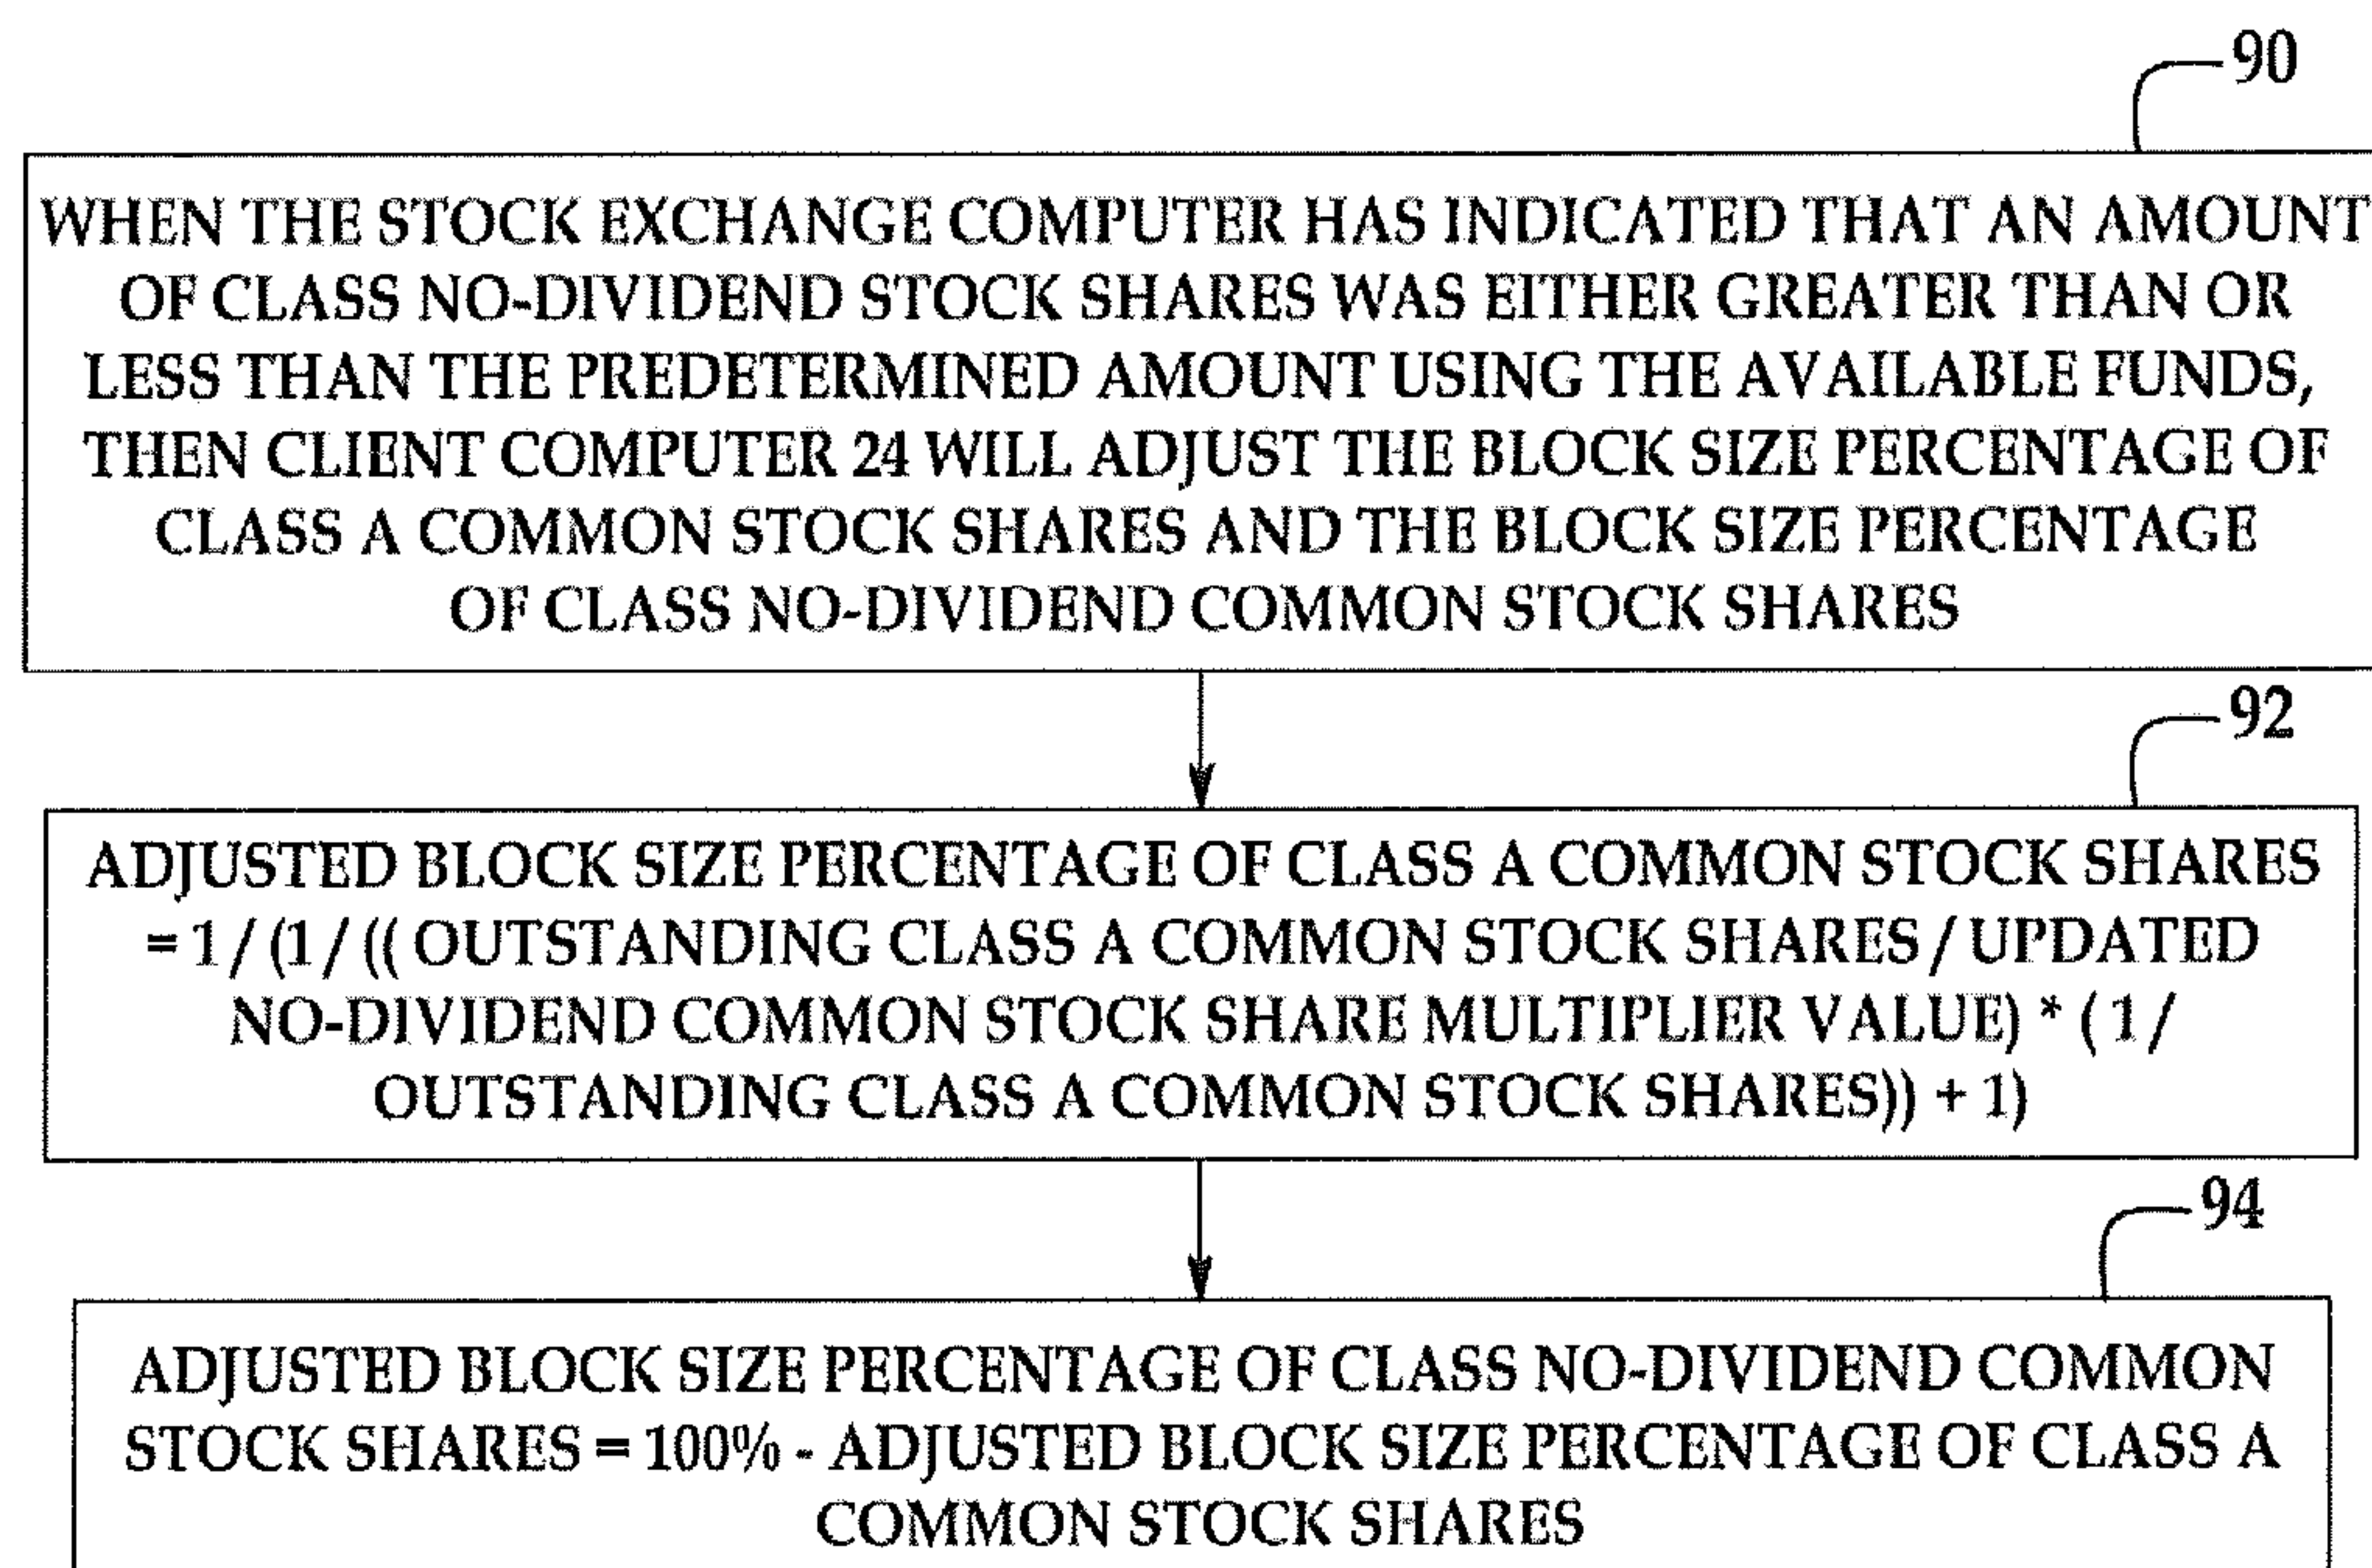 90
WHEN THE STOCK EXCHANGE COMPUTER HAS INDICATED THAT AN AMOUNT
OF CLASS NO-DIVIDEND STOCK SHARES WAS EITHER GREATER THAN OR
LESS THAN THE PREDETERMINED AMOUNT USING THE AVAILABLE FUNDS,
THEN CLIENT COMPUTER 24 WILL ADJUST THE BLOCK SIZE PERCENTAGE OF
CLASS A COMMON STOCK SHARES AND THE BLOCK SIZE PERCENTAGE
OF CLASS NO-DIVIDEND COMMON STOCK SHARES
92
ADJUSTED BLOCK SIZE PERCENTAGE OF CLASS A COMMON STOCK SHARES
= 1 / (1 / (( OUTSTANDING CLASS A COMMON STOCK SHARES / UPDATED
NO-DIVIDEND COMMON STOCK SHARE MULTIPLIER VALUE) * ( 1 /
OUTSTANDING CLASS A COMMON STOCK SHARES)) + 1)
94
ADJUSTED BLOCK SIZE PERCENTAGE OF CLASS NO-DIVIDEND COMMON
STOCK SHARES = 100% - ADJUSTED BLOCK SIZE PERCENTAGE OF CLASS A
COMMON STOCK SHARES